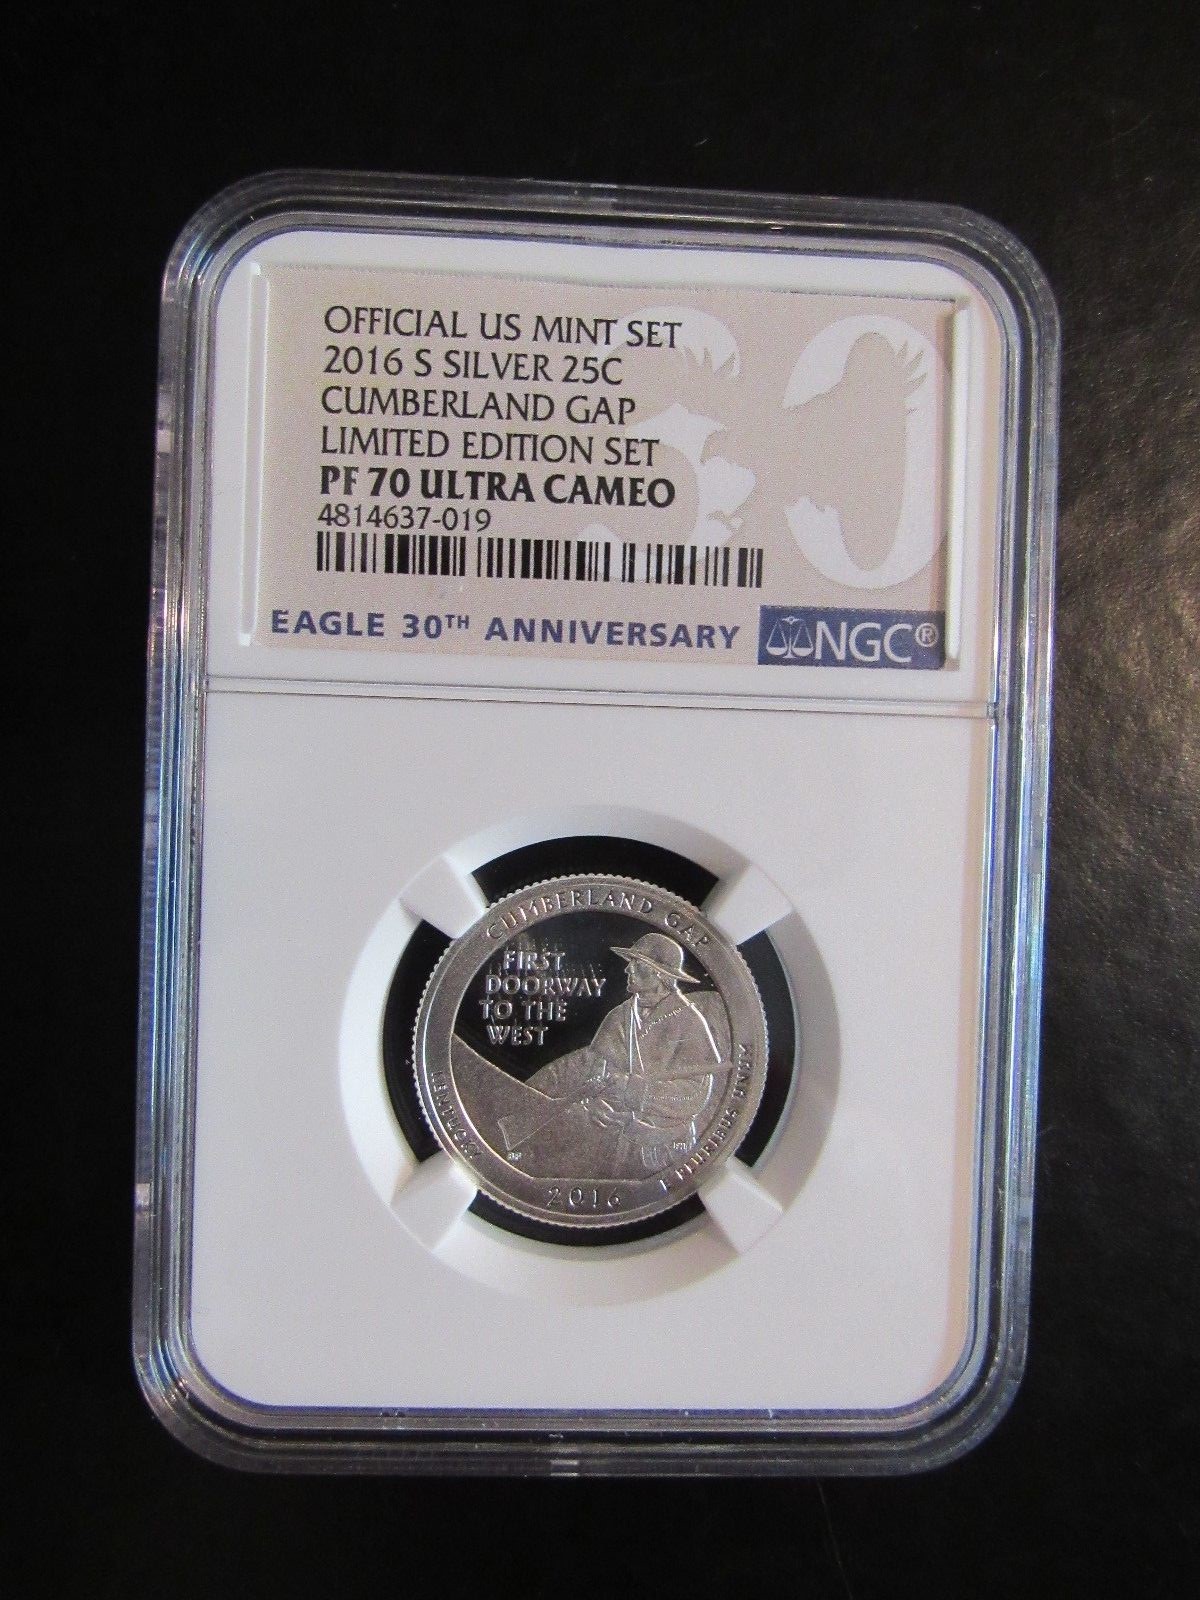 OFFICIAL US MINT SET
2016 S SILVER 25C
CUMBERLAND GAP
LIMITED EDITION SET
PF 70 ULTRA CAMEO
4814637-019
EAGLE 30TH ANNIVERSARY
NGC®
30
CUMBERLAND GAP
FIRST
DOORWAY
TO THE
WEST
KENTUCKY
2016
E PLURIBUS UNUM